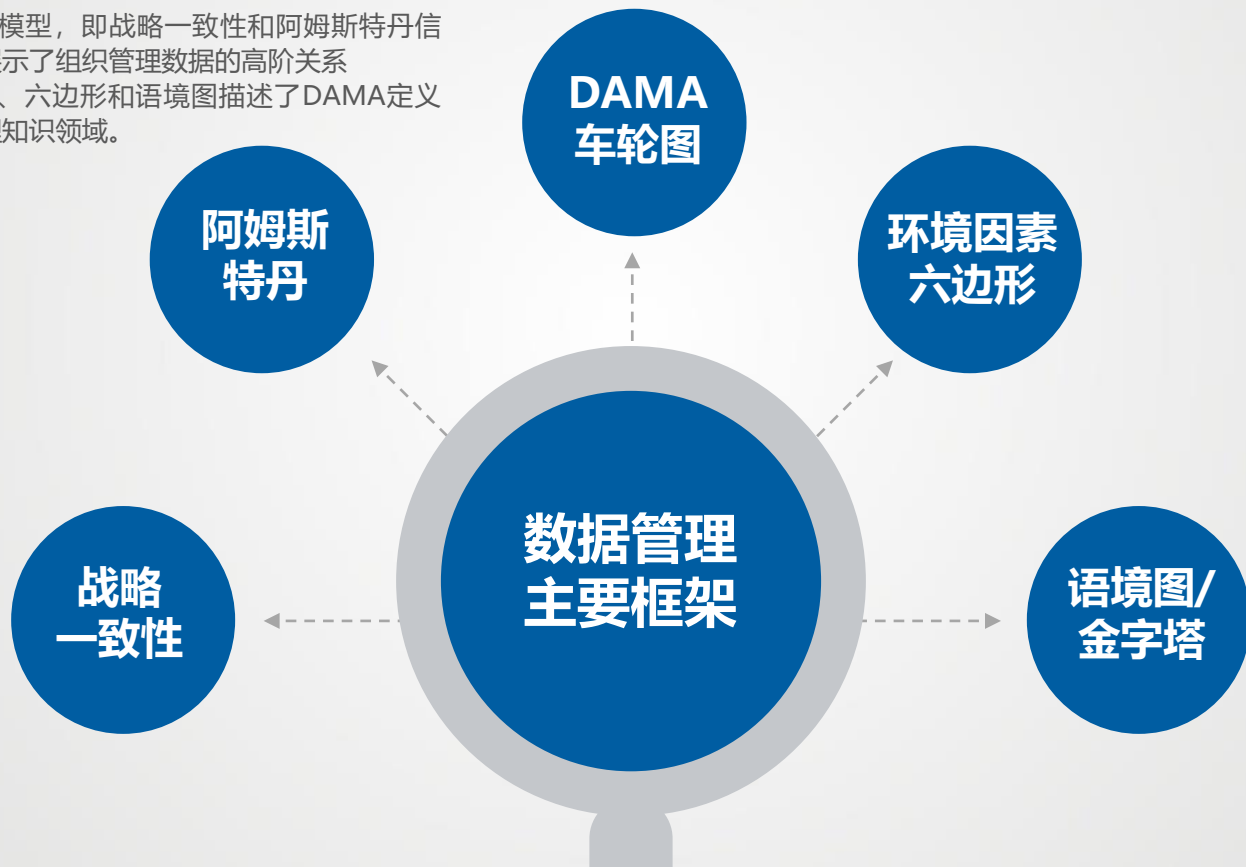 模型，即战略一致性和阿姆斯特丹信
示了组织管理数据的高阶关系
、六边形和语境图描述了DAMA定义
知识领域。
DAMA
车轮图
阿姆斯
特丹
环境因素
六边形
数据管理
主要框架
战略
一致性
语境图/
金字塔